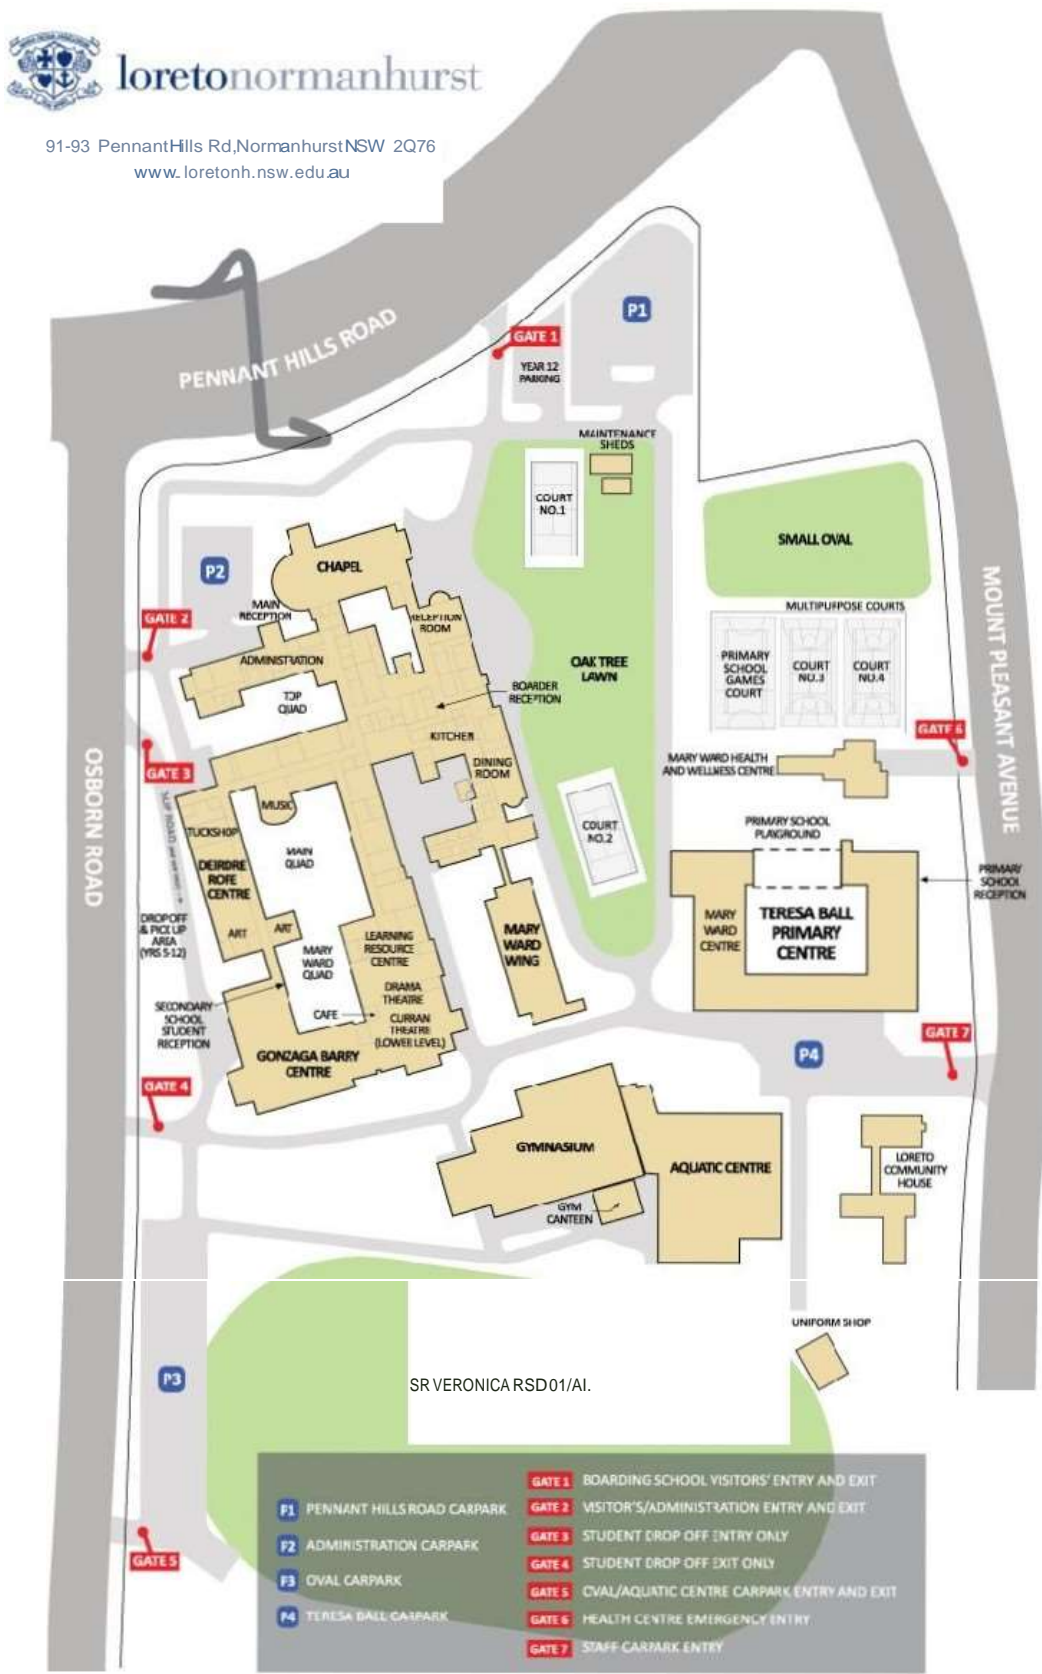 loretonormanhurst
91-93 Pennant Hills Rd, Normanhurst NSW 2Q76
www.loretonh.nsw.edu.au
P1
GATE 1
PENNANT HILLS ROAD
YEAR 12
PARKING
MAINTENANCE
SHEDS
COURT
NO.1
SMALL OVAL
CHAPEL
P2
MOUNT PLEASANT AVENUE
MAIN
RECEPTION
RECEPTION
ROOM
MULTIPURPOSE COURTS
GATE 2
ADMINISTRATION
OAK TREE
LAWN
PRIMARY
SCHOOL
GAMES
COURT
COURT
NO.3
COURT
NO.4
TOP
QUAD
BOARDER
RECEPTION
KITCHEN
GATE 6
OSBORN ROAD
GATE 3
DINING
ROOM
MARY WARD HEALTH
AND WELLNESS CENTRE
SLIP ROAD
MUSIC
TUCKSHOP
COURT
NO.2
PRIMARY SCHOOL
PLAYGROUND
MAIN
QUAD
DEIRDRE
ROFE
CENTRE
PRIMARY
SCHOOL
RECEPTION
DROP OFF
& PICK UP
AREA
(YRS 5-12)
ART
ART
MARY
WARD
QUAD
LEARNING
RESOURCE
CENTRE
MARY
WARD
WING
MARY
WARD
CENTRE
TERESA BALL
PRIMARY
CENTRE
DRAMA
THEATRE
SECONDARY
SCHOOL
STUDENT
RECEPTION
CAFE
CURRAN
THEATRE
(LOWER LEVEL)
GONZAGA BARRY
CENTRE
GATE 7
P4
GATE 4
GYMNASIUM
AQUATIC CENTRE
LORETO
COMMUNITY
HOUSE
GYM
CANTEEN
UNIFORM SHOP
P3
SR VERONICA RSD01/AI.
GATE 5
P1 PENNANT HILLS ROAD CARPARK
P2 ADMINISTRATION CARPARK
P3 OVAL CARPARK
P4 TERESA BALL CARPARK
GATE 1 BOARDING SCHOOL VISITORS' ENTRY AND EXIT
GATE 2 VISITOR'S/ADMINISTRATION ENTRY AND EXIT
GATE 3 STUDENT DROP OFF ENTRY ONLY
GATE 4 STUDENT DROP OFF EXIT ONLY
GATE 5 OVAL/AQUATIC CENTRE CARPARK ENTRY AND EXIT
GATE 6 HEALTH CENTRE EMERGENCY ENTRY
GATE 7 STAFF CARPARK ENTRY